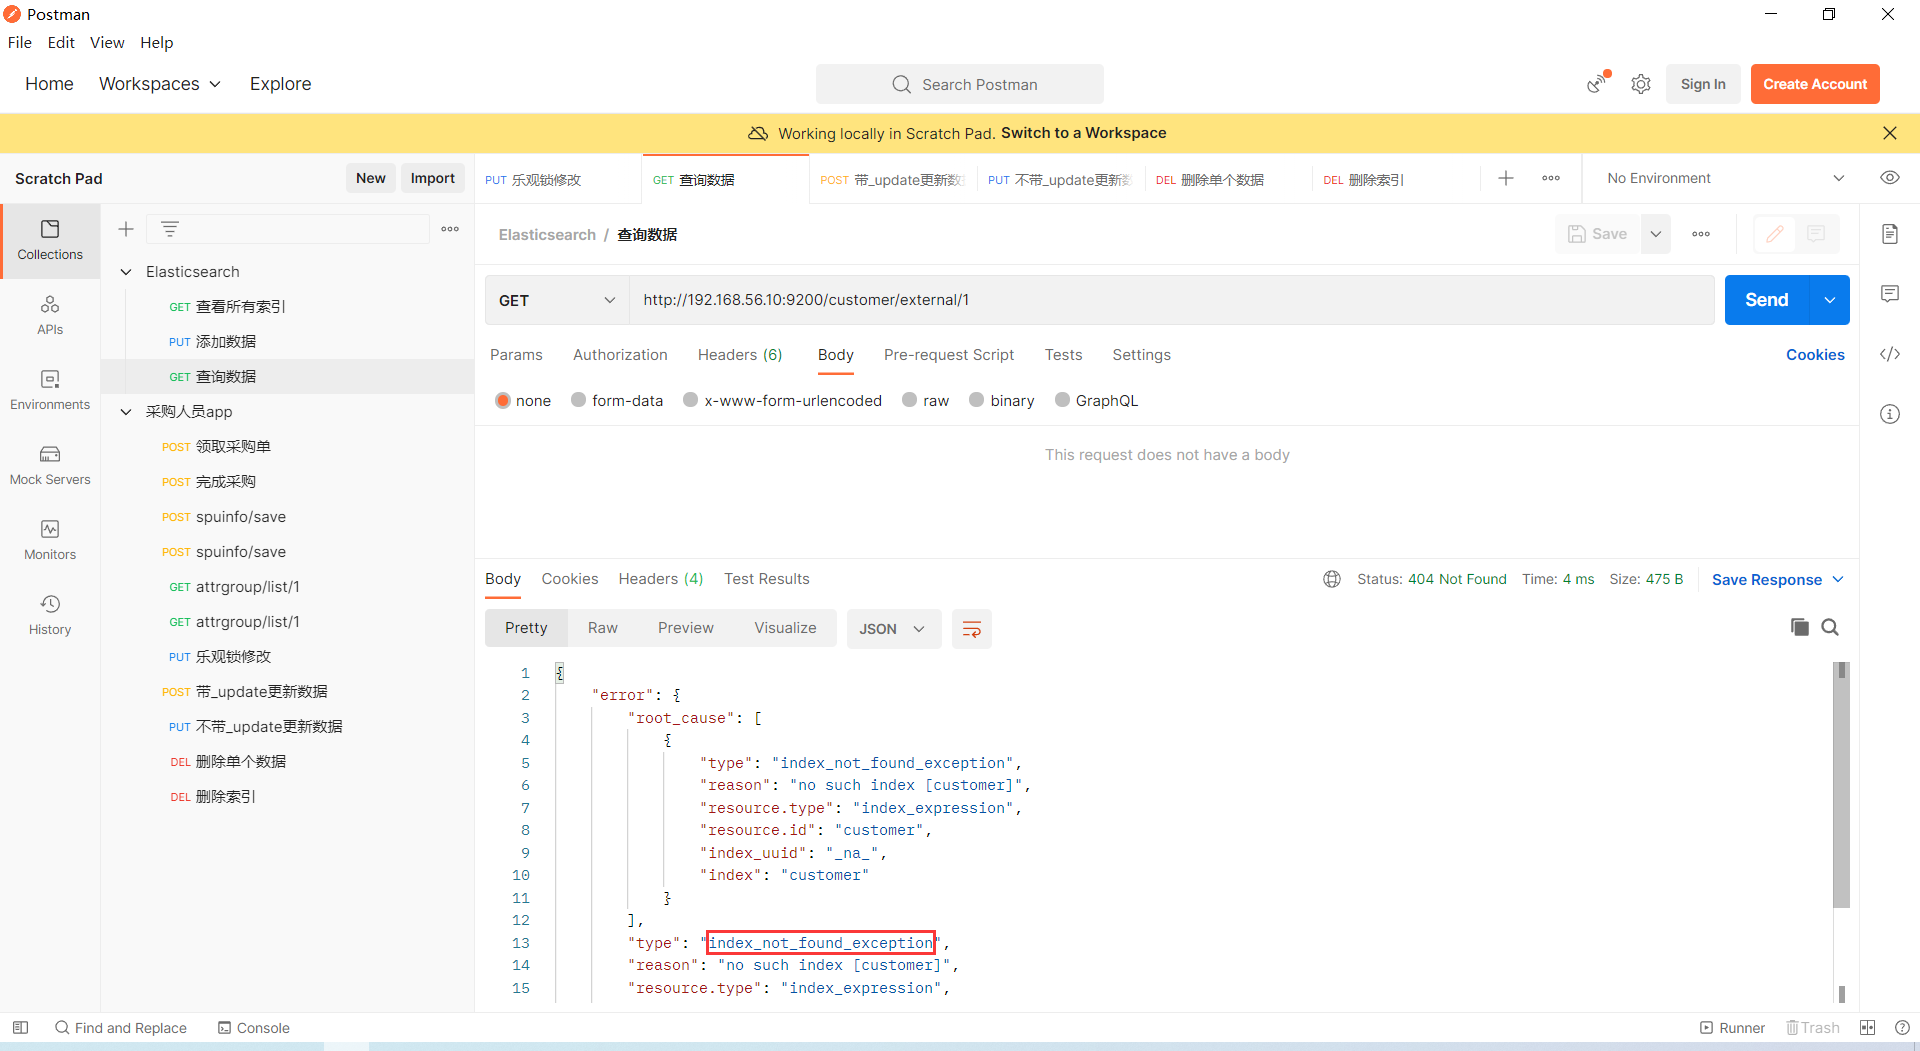 Postman
File Edit View Help
Home Workspaces Explore
Search Postman
Sign In
Create Account
Working locally in Scratch Pad. Switch to a Workspace
Scratch Pad
New
Import
PUT 乐观锁修改
GET 查询数据
POST 带_update更新数
PUT 不带_update更新
DEL 删除单个数据
DEL 删除索引
No Environment
Collections
APIs
Environments
Mock Servers
Monitors
History
Elasticsearch
GET 查看所有索引
PUT 添加数据
GET 查询数据
采购人员app
POST 领取采购单
POST 完成采购
POST spuinfo/save
POST spuinfo/save
GET attrgroup/list/1
GET attrgroup/list/1
PUT 乐观锁修改
POST 带_update更新数据
PUT 不带_update更新数据
DEL 删除单个数据
DEL 删除索引
Elasticsearch / 查询数据
Save
GET
http://192.168.56.10:9200/customer/external/1
Send
Params Authorization Headers (6) Body Pre-request Script Tests Settings
Cookies
none form-data x-www-form-urlencoded raw binary GraphQL
This request does not have a body
Body Cookies Headers (4) Test Results
Status: 404 Not Found Time: 4 ms Size: 475 B
Save Response
Pretty Raw Preview Visualize
JSON
1 {
2 "error": {
3 "root_cause": [
4 {
5 "type": "index_not_found_exception",
6 "reason": "no such index [customer]",
7 "resource.type": "index_expression",
8 "resource.id": "customer",
9 "index_uuid": "_na_",
10 "index": "customer"
11 }
12 ],
13 "type": "index_not_found_exception",
14 "reason": "no such index [customer]",
15 "resource.type": "index_expression",
Find and Replace
Console
Runner
Trash